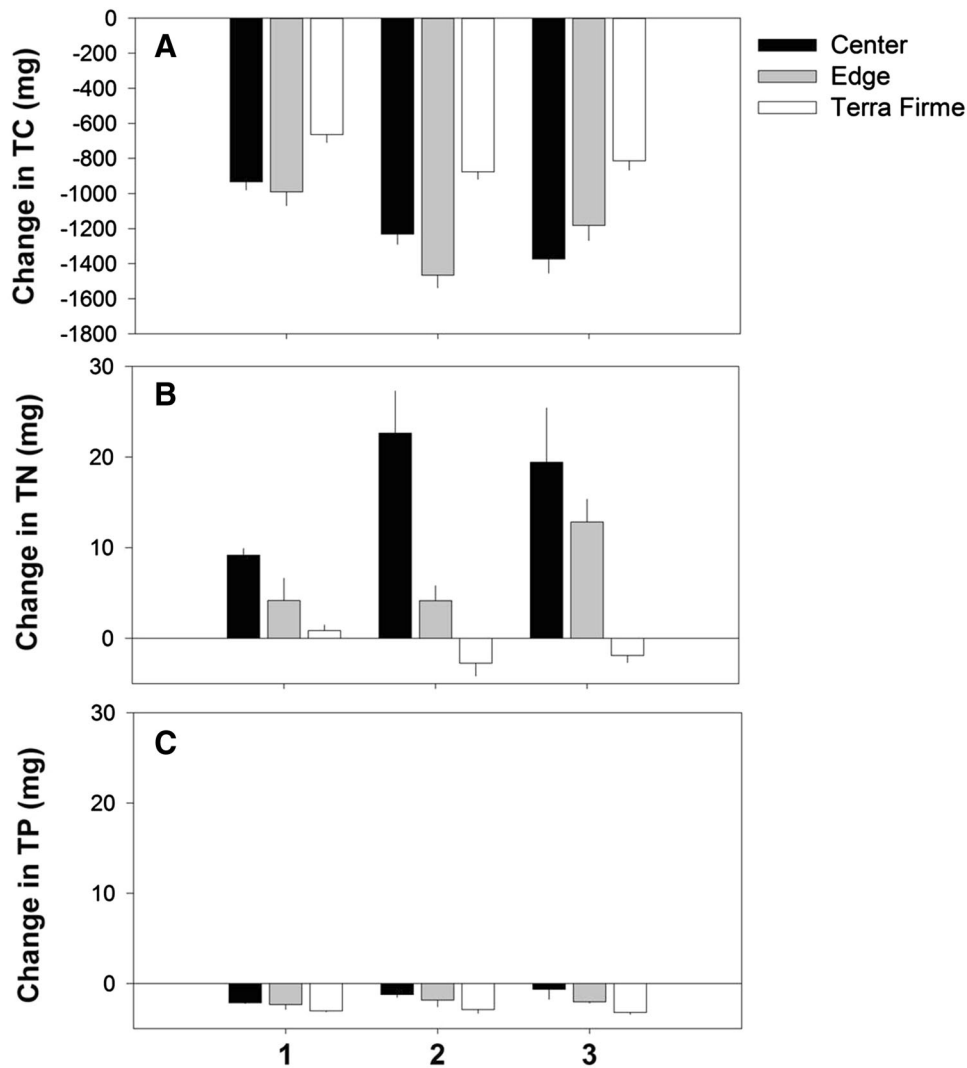 A
Change in TC (mg)
0
-200
-400
-600
-800
-1000
-1200
-1400
-1600
-1800
Center
Edge
Terra Firme
B
Change in TN (mg)
30
20
10
0
C
Change in TP (mg)
30
20
10
0
1 2 3